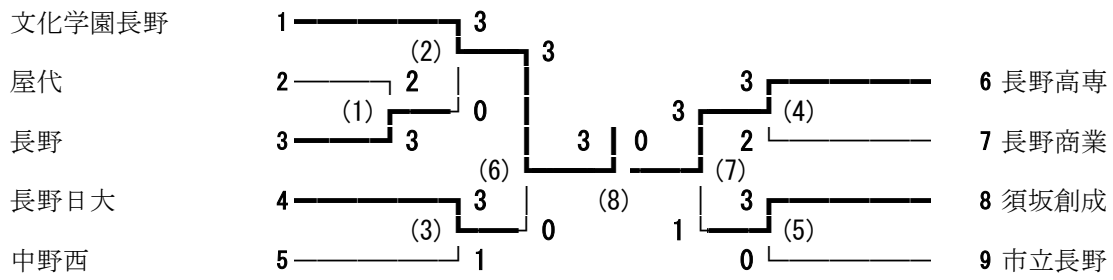 文化学園長野 1 3
(2) 3
屋代 2 2 3 6 長野高専
(1) 0 3 (4)
長野 3 3 3 0 2 7 長野商業
(6) (7)
長野日大 4 3 (8) 3 8 須坂創成
(3) 0 1 (5)
中野西 5 1 0 9 市立長野